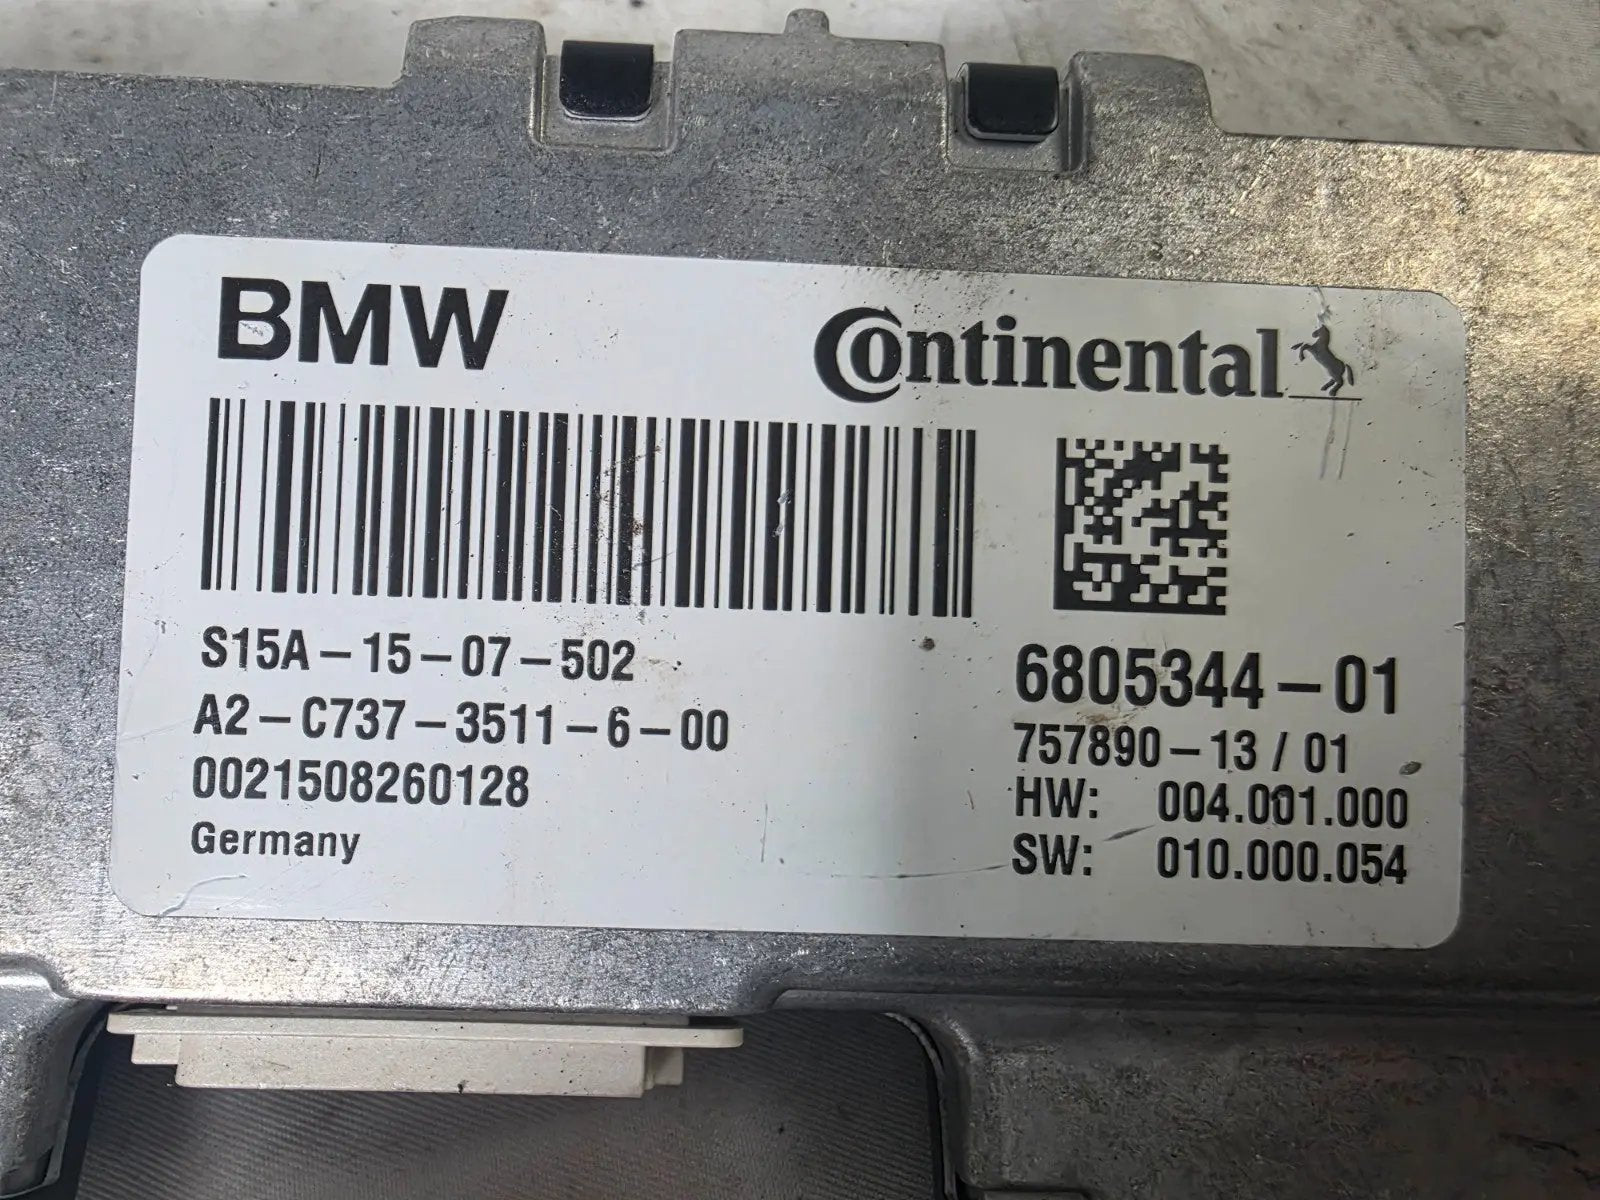 BMW
Continental
S15A-15-07-502
A2-C737-3511-6-00
0021508260128
Germany
6805344-01
757890-13/01
HW: 004.001.000
SW: 010.000.054